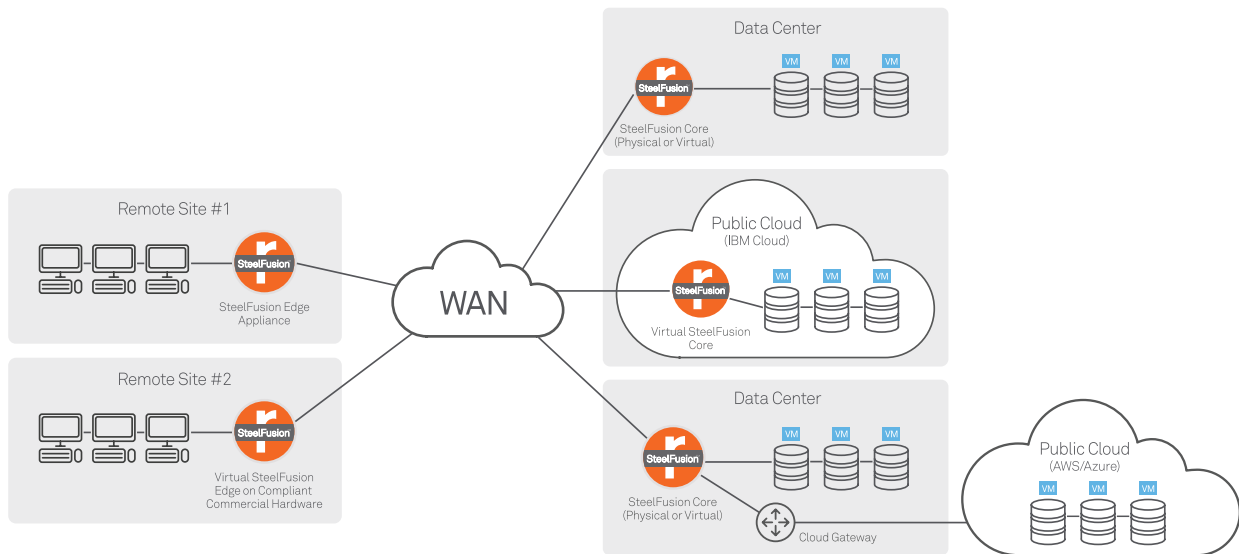 Data Center
VM VM VM
SteelFusion
SteelFusion Core
(Physical or Virtual)
Remote Site #1
SteelFusion
SteelFusion Edge
Appliance
WAN
Public Cloud
(IBM Cloud)
VM VM VM
SteelFusion
Virtual SteelFusion
Core
Remote Site #2
SteelFusion
Virtual SteelFusion
Edge on Compliant
Commercial Hardware
Data Center
VM VM VM
SteelFusion
SteelFusion Core
(Physical or Virtual)
Cloud Gateway
Public Cloud
(AWS/Azure)
VM VM VM